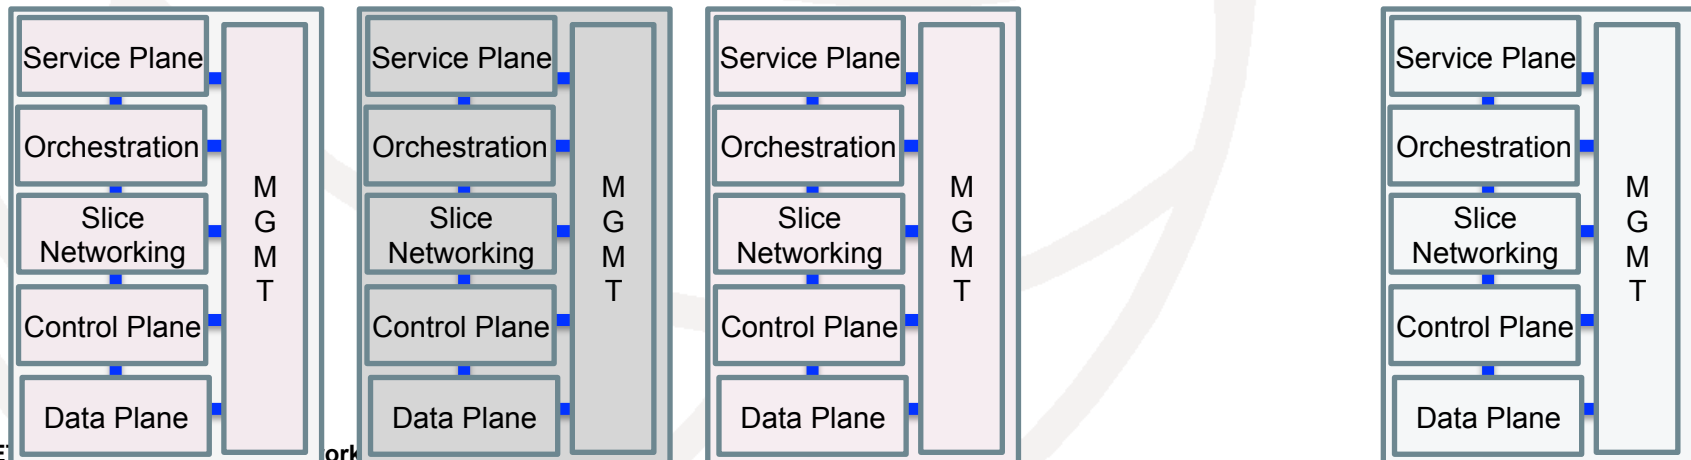 Service Plane
Orchestration
Slice
Networking
Control Plane
Data Plane
M
G
M
T
Service Plane
Orchestration
Slice
Networking
Control Plane
Data Plane
M
G
M
T
Service Plane
Orchestration
Slice
Networking
Control Plane
Data Plane
M
G
M
T
Service Plane
Orchestration
Slice
Networking
Control Plane
Data Plane
M
G
M
T